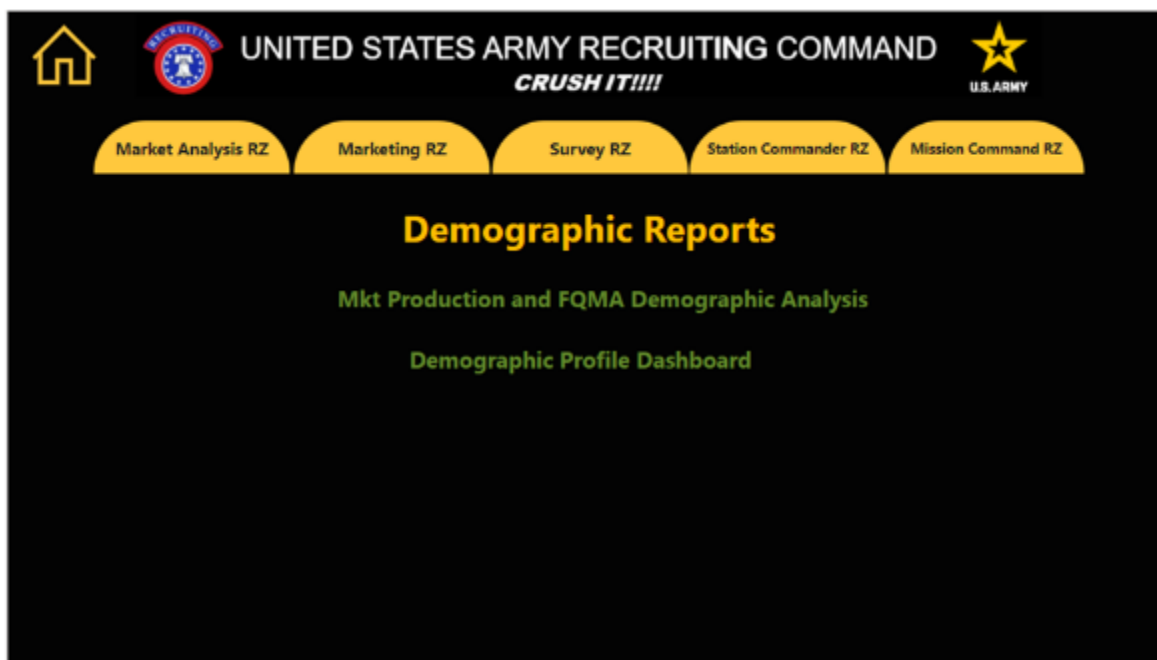 RECRUITING
UNITED STATES ARMY RECRUITING COMMAND
CRUSH IT!!!!
U.S.ARMY
Market Analysis RZ
Marketing RZ
Survey RZ
Station Commander RZ
Mission Command RZ
Demographic Reports
Mkt Production and FQMA Demographic Analysis
Demographic Profile Dashboard